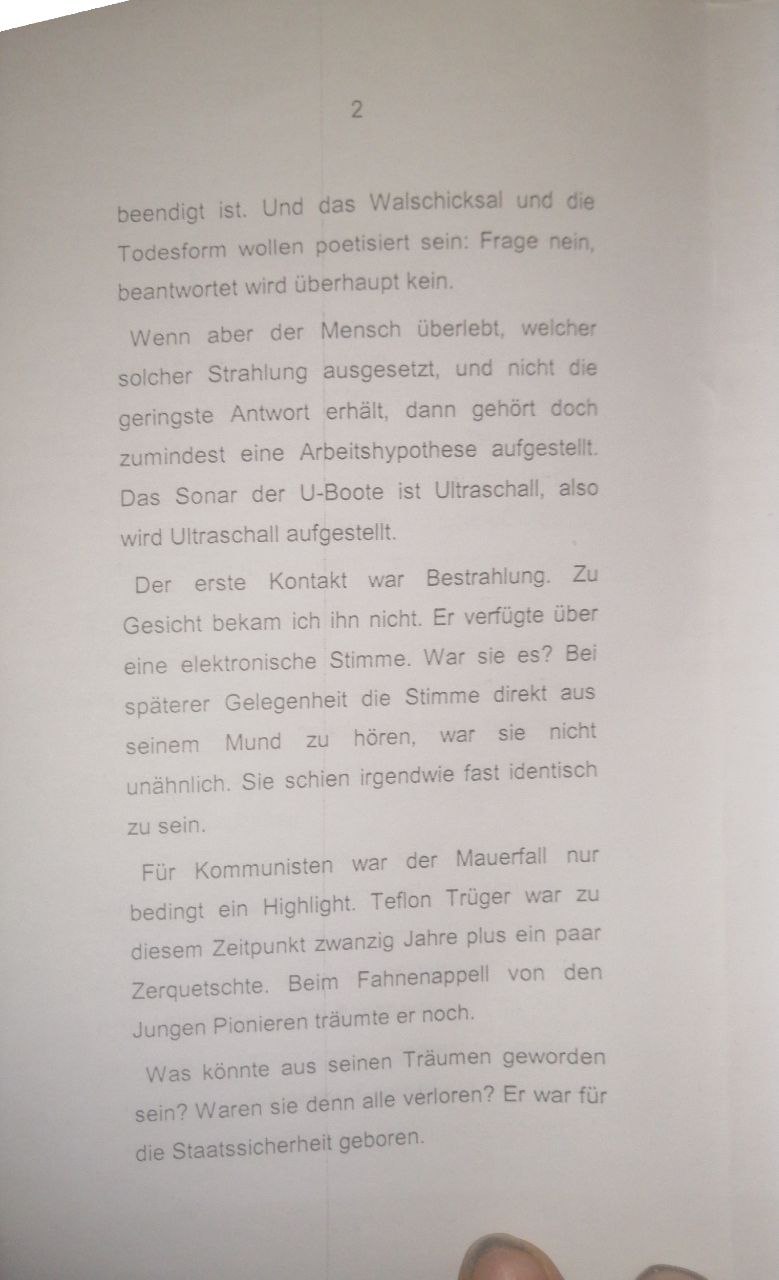 2
beendigt ist. Und das Walschicksal und die
Todesform wollen poetisiert sein: Frage nein,
beantwortet wird überhaupt kein.
Wenn aber der Mensch überlebt, welcher
solcher Strahlung ausgesetzt, und nicht die
geringste Antwort erhält, dann gehört doch
zumindest eine Arbeitshypothese aufgestellt.
Das Sonar der U-Boote ist Ultraschall, also
wird Ultraschall aufgestellt.
Der erste Kontakt war Bestrahlung. Zu
Gesicht bekam ich ihn nicht. Er verfügte über
eine elektronische Stimme. War sie es? Bei
späterer Gelegenheit die Stimme direkt aus
seinem Mund zu hören, war sie nicht
unähnlich. Sie schien irgendwie fast identisch
zu sein.
Für Kommunisten war der Mauerfall nur
bedingt ein Highlight. Teflon Trüger war zu
diesem Zeitpunkt zwanzig Jahre plus ein paar
Zerquetschte. Beim Fahnenappell von den
Jungen Pionieren träumte er noch.
Was könnte aus seinen Träumen geworden
sein? Waren sie denn alle verloren? Er war für
die Staatssicherheit geboren.